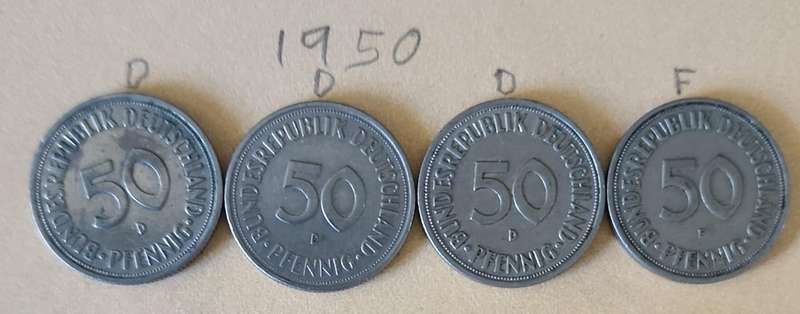 1950
D D D F
BUNDESREPUBLIK DEUTSCHLAND
50
D
PFENNIG
BUNDESREPUBLIK DEUTSCHLAND
50
D
PFENNIG
BUNDESREPUBLIK DEUTSCHLAND
50
D
PFENNIG
BUNDESREPUBLIK DEUTSCHLAND
50
F
PFENNIG